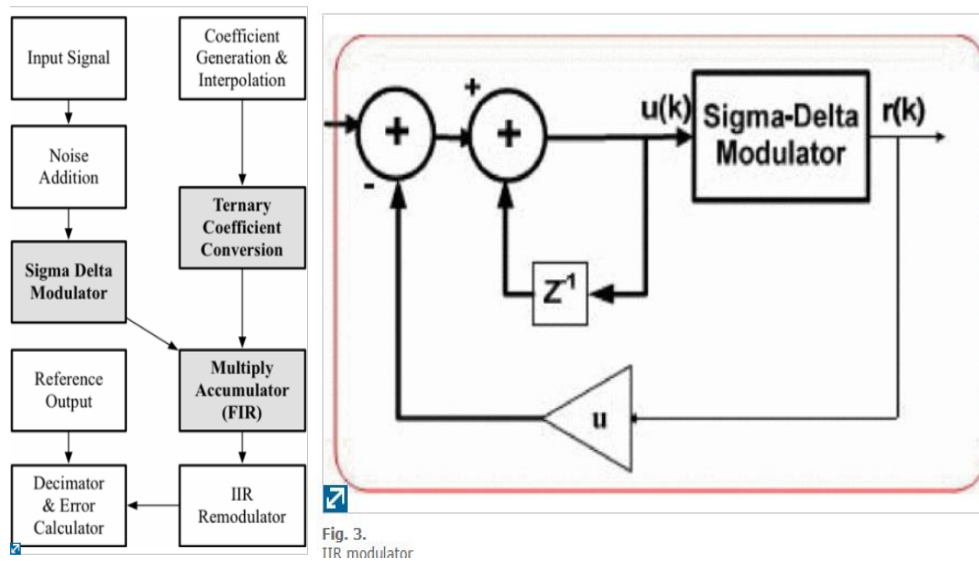 Input Signal
Noise
Addition
Sigma Delta
Modulator
Reference
Output
Decimator
& Error
Calculator
Coefficient
Generation &
Interpolation
Ternary
Coefficient
Conversion
Multiply
Accumulator
(FIR)
IIR
Remodulator
+
-
+
+
u(k)
Sigma-Delta
Modulator
r(k)
Z-1
u
Fig. 3.
IIR modulator